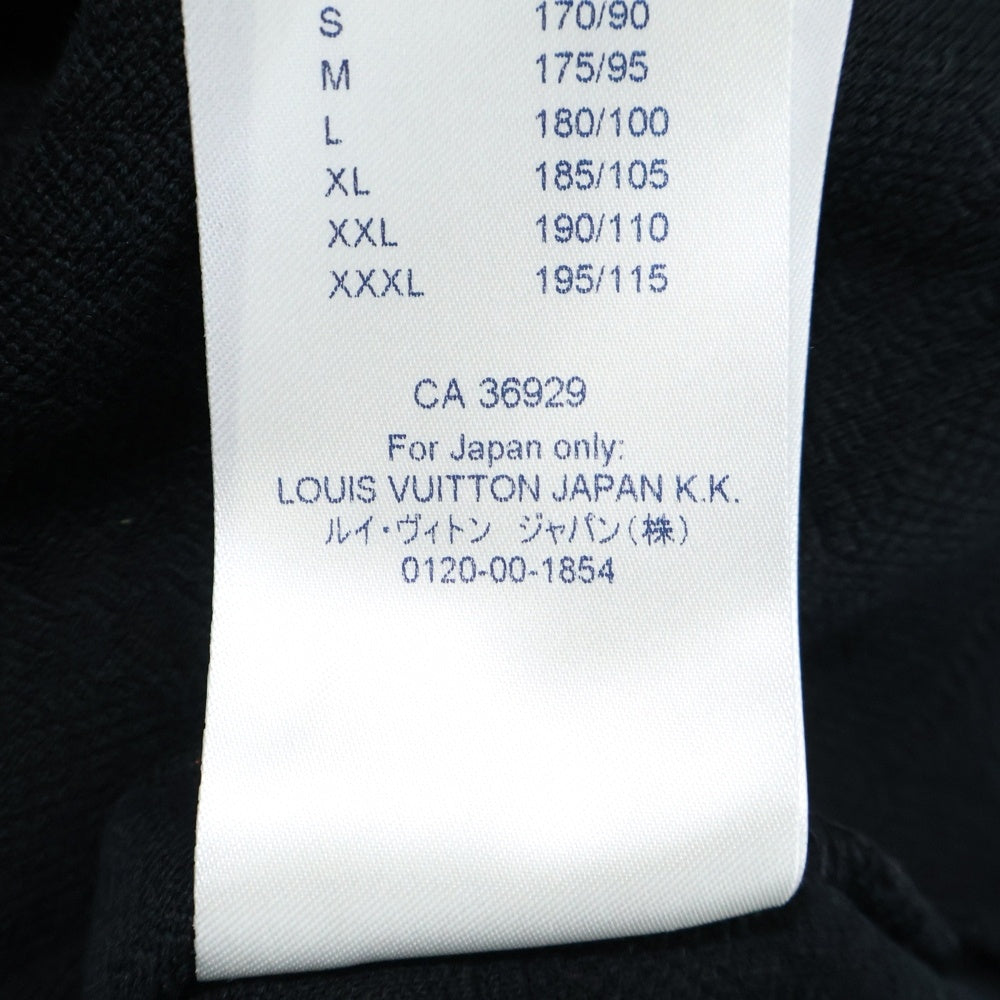 S 170/90
M 175/95
L 180/100
XL 185/105
XXL 190/110
XXXL 195/115
CA 36929
For Japan only:
LOUIS VUITTON JAPAN K.K.
ルイ・ヴィトン ジャパン(株)
0120-00-1854